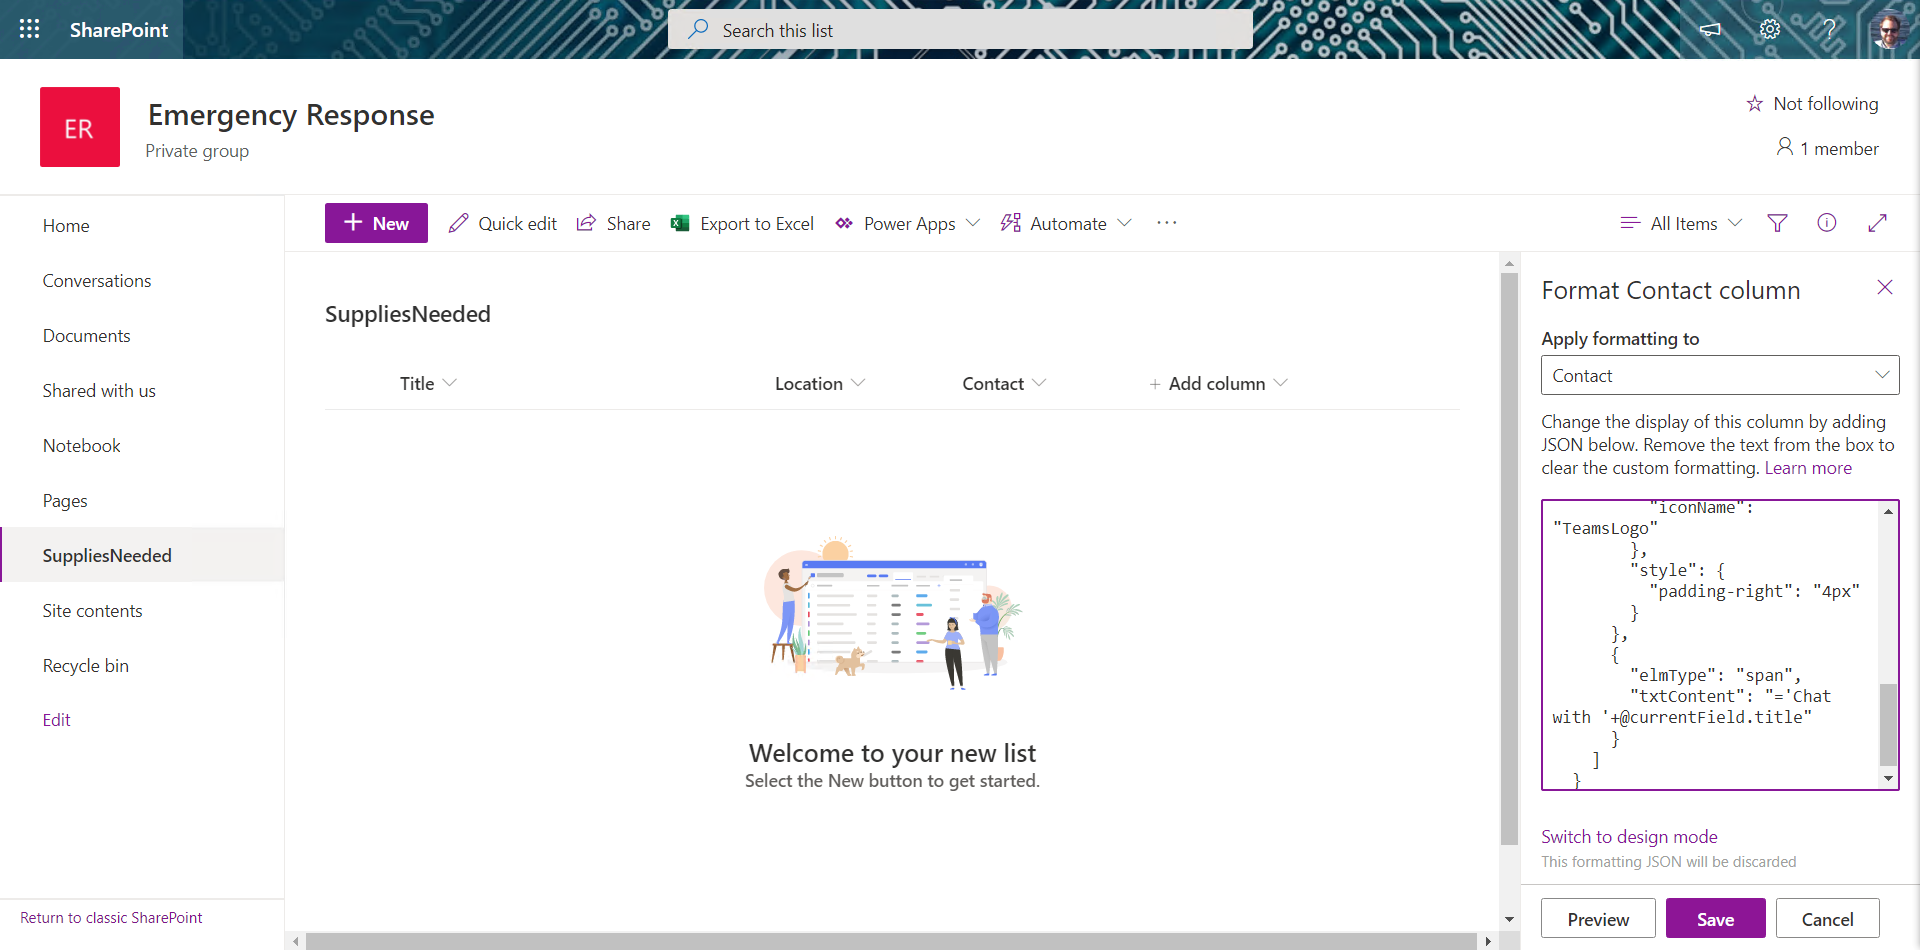 SharePoint
Search this list
?
ER
Emergency Response
Private group
Not following
1 member
Home
Conversations
Documents
Shared with us
Notebook
Pages
SuppliesNeeded
Site contents
Recycle bin
Edit
Return to classic SharePoint
+ New
Quick edit
Share
Export to Excel
Power Apps
Automate
...
All Items
SuppliesNeeded
Title
Location
Contact
+ Add column
Welcome to your new list
Select the New button to get started.
Format Contact column
Apply formatting to
Contact
Change the display of this column by adding
JSON below. Remove the text from the box to
clear the custom formatting. Learn more
"iconName":
"TeamsLogo"
},
"style": {
"padding-right": "4px"
}
},
{
"elmType": "span",
"txtContent": "='Chat
with '+@currentField.title"
}
]
}
Switch to design mode
This formatting JSON will be discarded
Preview
Save
Cancel